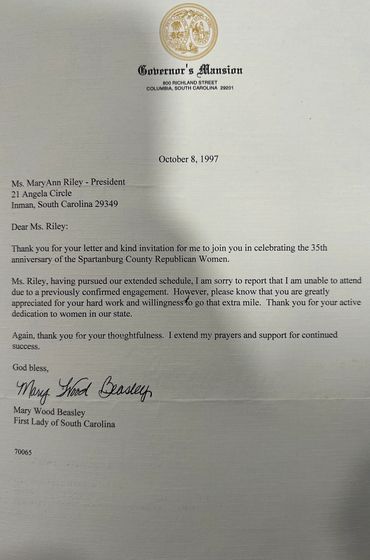 Governor's Mansion
800 RICHLAND STREET
COLUMBIA, SOUTH CAROLINA 29201
October 8, 1997
Ms. MaryAnn Riley - President
21 Angela Circle
Inman, South Carolina 29349
Dear Ms. Riley:
Thank you for your letter and kind invitation for me to join you in celebrating the 35th
anniversary of the Spartanburg County Republican Women.
Ms. Riley, having pursued our extended schedule, I am sorry to report that I am unable to attend
due to a previously confirmed engagement. However, please know that you are greatly
appreciated for your hard work and willingness to go that extra mile. Thank you for your active
dedication to women in our state.
Again, thank you for your thoughtfulness. I extend my prayers and support for continued
success.
God bless,
Mary Wood Beasley
Mary Wood Beasley
First Lady of South Carolina
70065